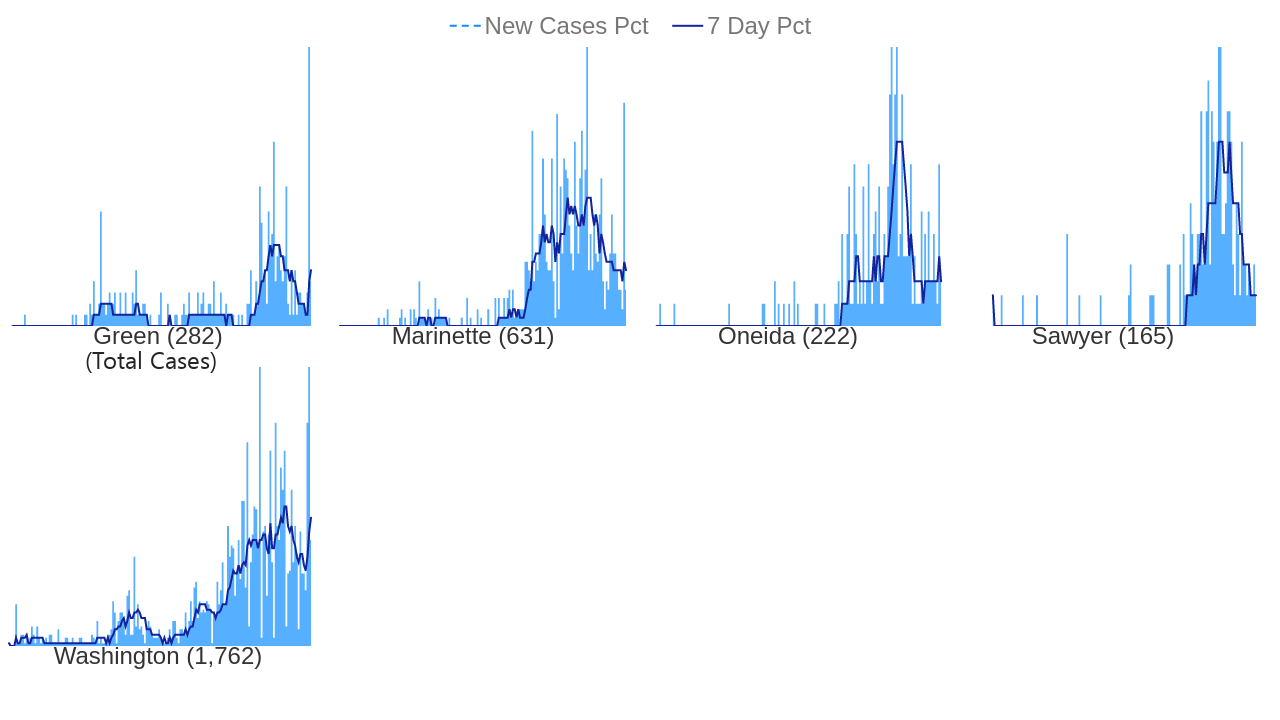 New Cases Pct 7 Day Pct
Green (282)
(Total Cases)
Marinette (631)
Oneida (222)
Sawyer (165)
Washington (1,762)